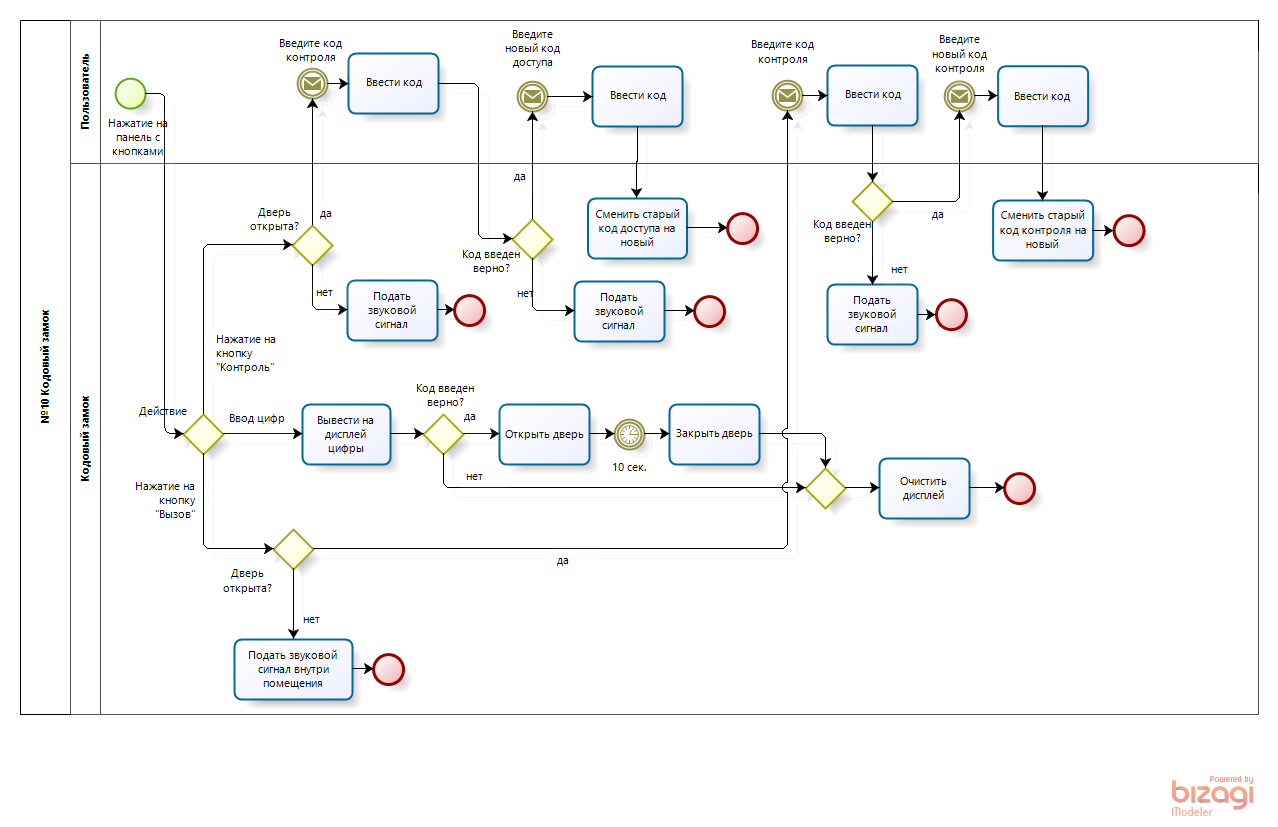 №10 Кодовый замок
Пользователь
Кодовый замок
Нажатие на
панель с
кнопками
Введите код
контроля
Ввести код
Введите
новый код
доступа
Ввести код
Введите код
контроля
Ввести код
Введите
новый код
контроля
Ввести код
Дверь
открыта?
да
нет
Подать
звуковой
сигнал
да
Код введен
верно?
нет
Подать
звуковой
сигнал
Сменить старый
код доступа на
новый
Код введен
верно?
да
нет
Подать
звуковой
сигнал
Сменить старый
код контроля на
новый
Нажатие на
кнопку
"Контроль"
Действие
Ввод цифр
Вывести на
дисплей
цифры
Код введен
верно?
да
нет
Открыть дверь
10 сек.
Закрыть дверь
Очистить
дисплей
Нажатие на
кнопку
"Вызов"
Дверь
открыта?
да
нет
Подать звуковой
сигнал внутри
помещения
Powered by
bizagi
Modeler